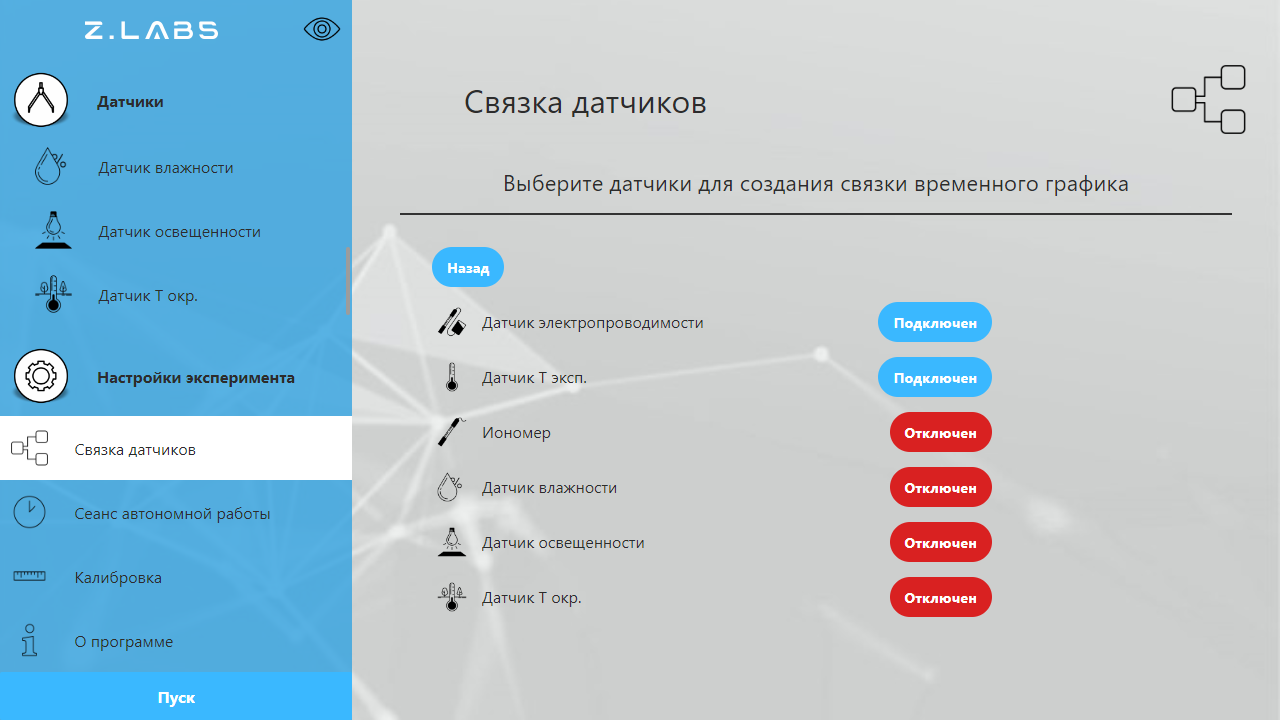 Z.LABS
Датчики
Датчик влажности
Датчик освещенности
Датчик Т окр.
Настройки эксперимента
Связка датчиков
Сеанс автономной работы
Калибровка
О программе
Пуск
Связка датчиков
Выберите датчики для создания связки временного графика
Назад
Датчик электропроводимости Подключен
Датчик Т эксп. Подключен
Иономер Отключен
Датчик влажности Отключен
Датчик освещенности Отключен
Датчик Т окр. Отключен